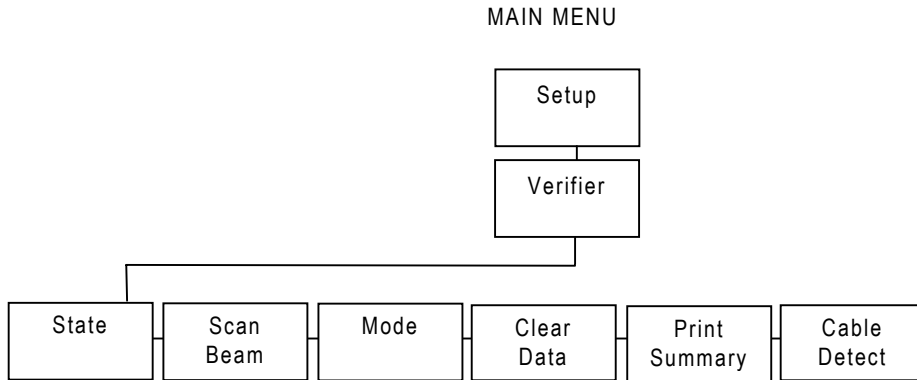 MAIN MENU
Setup
Verifier
State
Scan
Beam
Mode
Clear
Data
Print
Summary
Cable
Detect